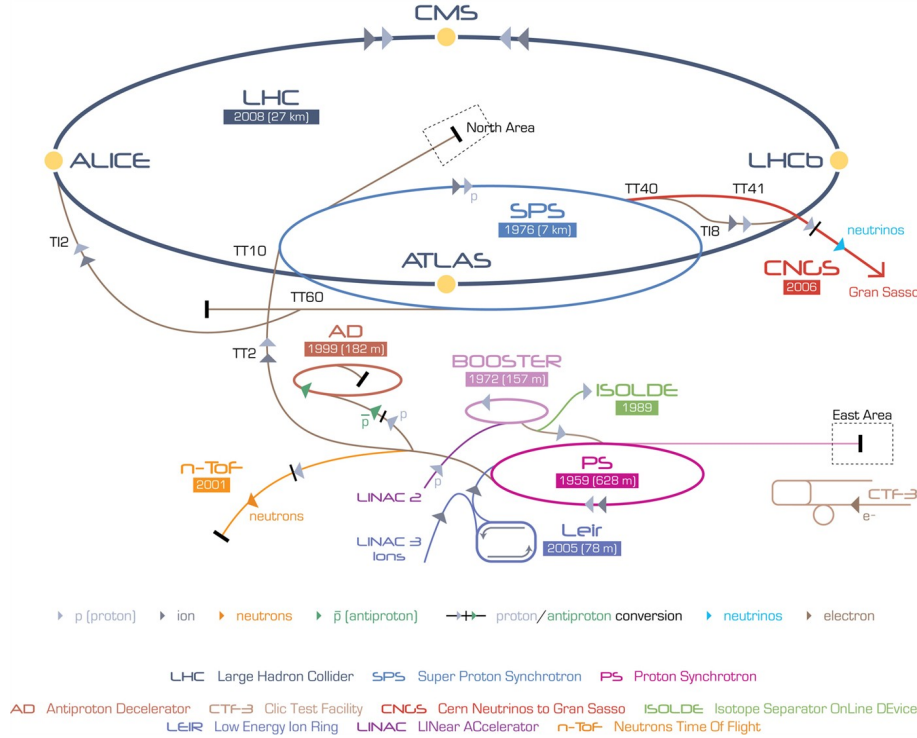 CMS
LHC
2008 (27 km)
North Area
ALICE
LHCb
TT40
TT41
p
SPS
1976 (7 km)
TI8
neutrinos
TI2
TT10
ATLAS
CNGS
2006
Gran Sasso
TT60
AD
1999 (182 m)
TT2
BOOSTER
1972 (157 m)
ISOLDE
1989
p̄
p
East Area
n-ToF
2001
p
PS
1959 (628 m)
LINAC 2
neutrons
CTF-3
e-
LINAC 3
Ions
Leir
2005 (78 m)
p (proton) ion neutrons p̄ (antiproton) proton/antiproton conversion neutrinos electron
LHC Large Hadron Collider SPS Super Proton Synchrotron PS Proton Synchrotron
AD Antiproton Decelerator CTF-3 Clic Test Facility CNGS Cern Neutrinos to Gran Sasso ISOLDE Isotope Separator OnLine DEvice
LEIR Low Energy Ion Ring LINAC LINear ACcelerator n-ToF Neutrons Time Of Flight